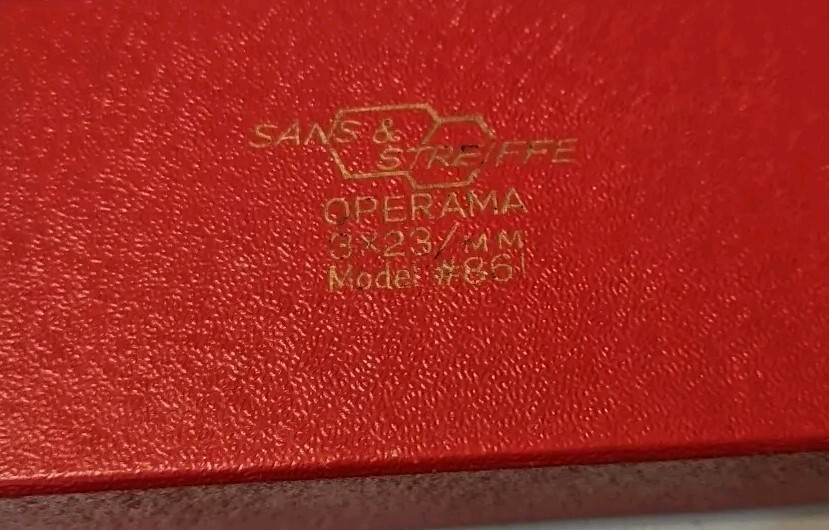 SANS &
STREIFFE
OPERAMA
3×23/MM
Model #861